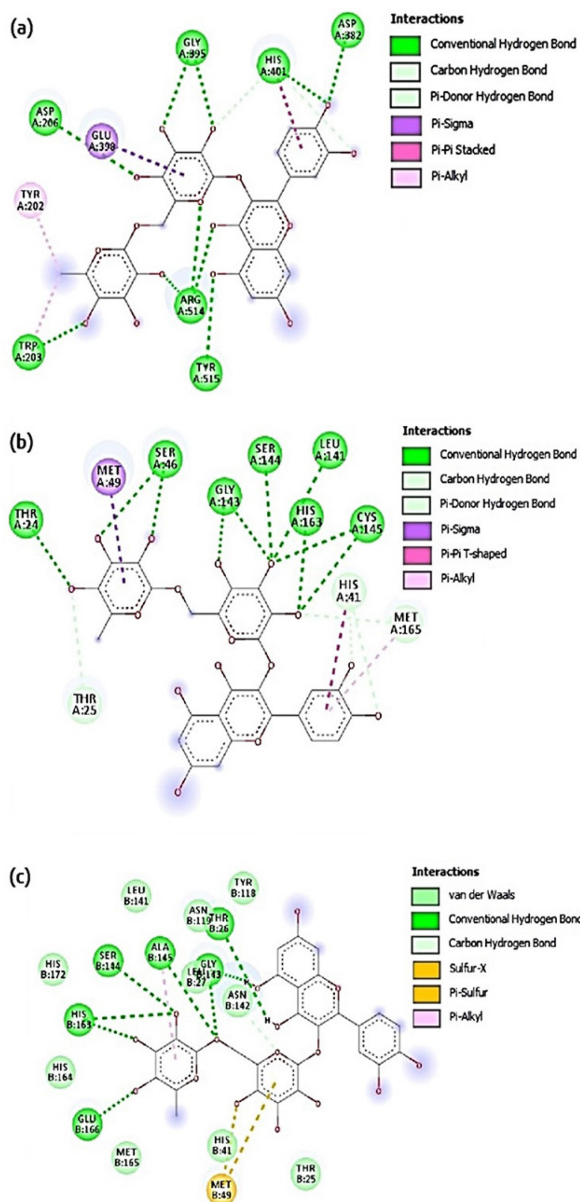 (a)
Interactions
Conventional Hydrogen Bond
Carbon Hydrogen Bond
Pi-Donor Hydrogen Bond
Pi-Sigma
Pi-Pi Stacked
Pi-Alkyl
ASP
A:382
GLY
A:395
HIS
A:401
ASP
A:206
GLU
A:398
TYR
A:202
ARG
A:514
TRP
A:203
TYR
A:515
(b)
Interactions
Conventional Hydrogen Bond
Carbon Hydrogen Bond
Pi-Donor Hydrogen Bond
Pi-Sigma
Pi-Pi T-shaped
Pi-Alkyl
SER
A:46
SER
A:144
LEU
A:141
MET
A:49
GLY
A:143
HIS
A:163
CYS
A:145
THR
A:24
HIS
A:41
MET
A:165
THR
A:25
(c)
Interactions
van der Waals
Conventional Hydrogen Bond
Carbon Hydrogen Bond
Sulfur-X
Pi-Sulfur
Pi-Alkyl
LEU
B:141
TYR
B:118
ASN
B:119
THR
B:26
SER
B:144
ALA
B:145
GLY
B:143
LEU
B:27
HIS
B:172
ASN
B:142
H
H
HIS
B:163
HIS
B:164
GLU
B:166
MET
B:165
HIS
B:41
MET
B:49
THR
B:25